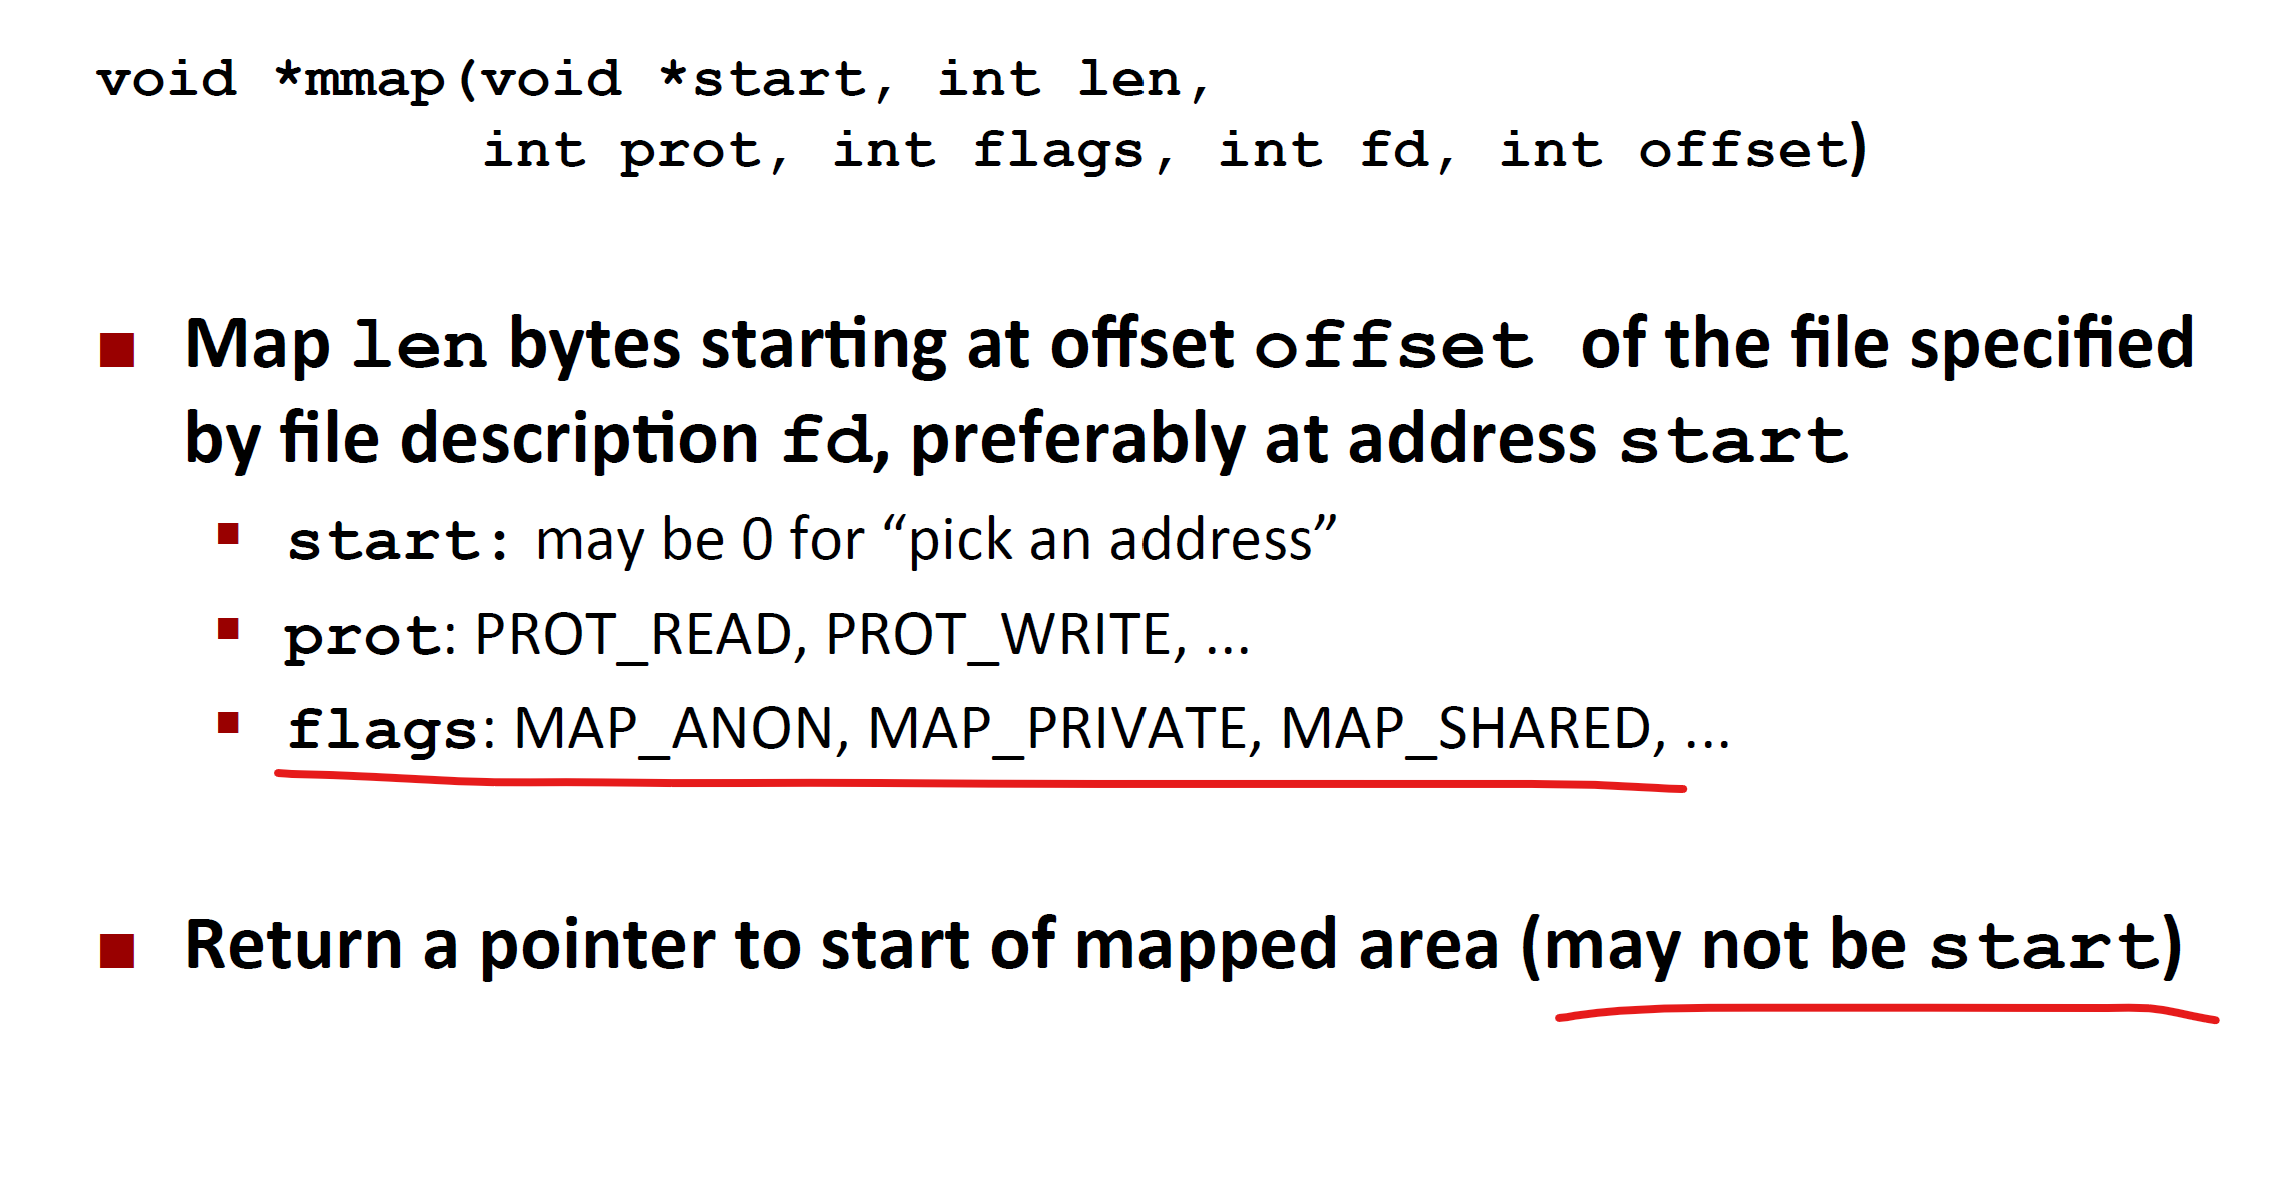 void *mmap(void *start, int len,
int prot, int flags, int fd, int offset)
Map len bytes starting at offset offset of the file specified
by file description fd, preferably at address start
start: may be 0 for “pick an address”
prot: PROT_READ, PROT_WRITE, ...
flags: MAP_ANON, MAP_PRIVATE, MAP_SHARED, ...
Return a pointer to start of mapped area (may not be start)